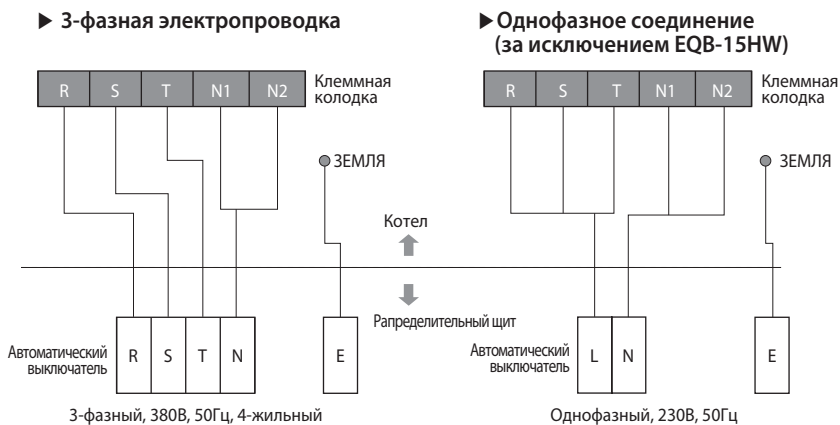 ▶ 3-фазная электропроводка
R S T N1 N2
Клеммная
колодка
ЗЕМЛЯ
Автоматический
выключатель
R S T N
E
3-фазный, 380В, 50Гц, 4-жильный
Котел
Рапределительный щит
▶ Однофазное соединение
(за исключением EQB-15HW)
R S T N1 N2
Клеммная
колодка
ЗЕМЛЯ
Автоматический
выключатель
L N
E
Однофазный, 230В, 50Гц